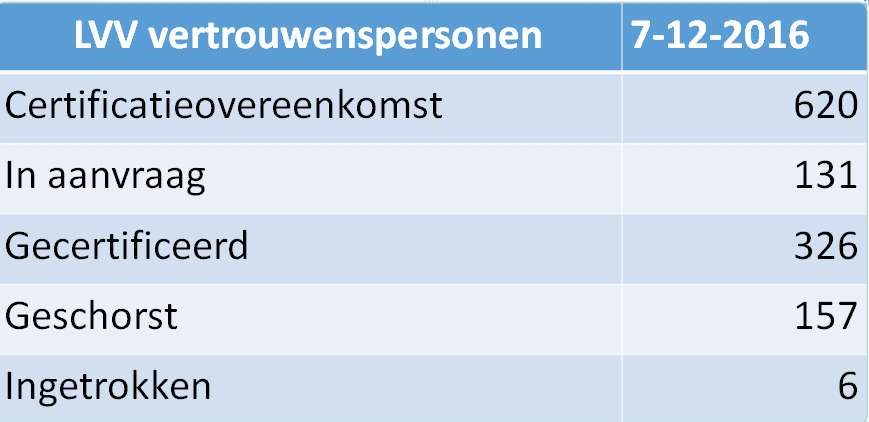 LVV vertrouwenspersonen 7-12-2016
Certificatieovereenkomst 620
In aanvraag 131
Gecertificeerd 326
Geschorst 157
Ingetrokken 6